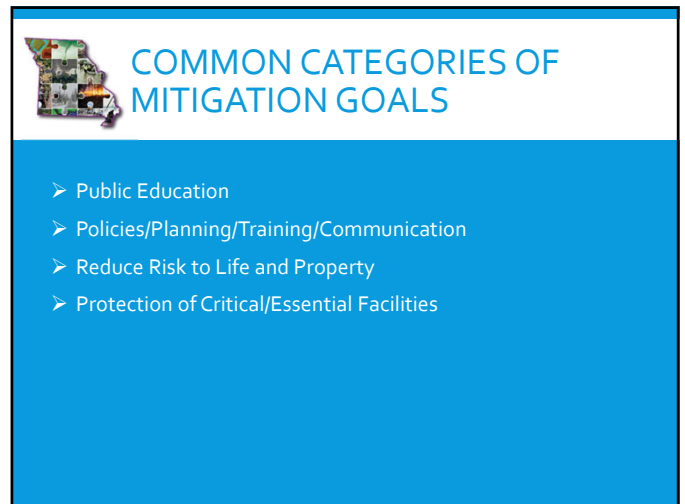 COMMON CATEGORIES OF
MITIGATION GOALS
➢ Public Education
➢ Policies/Planning/Training/Communication
➢ Reduce Risk to Life and Property
➢ Protection of Critical/Essential Facilities